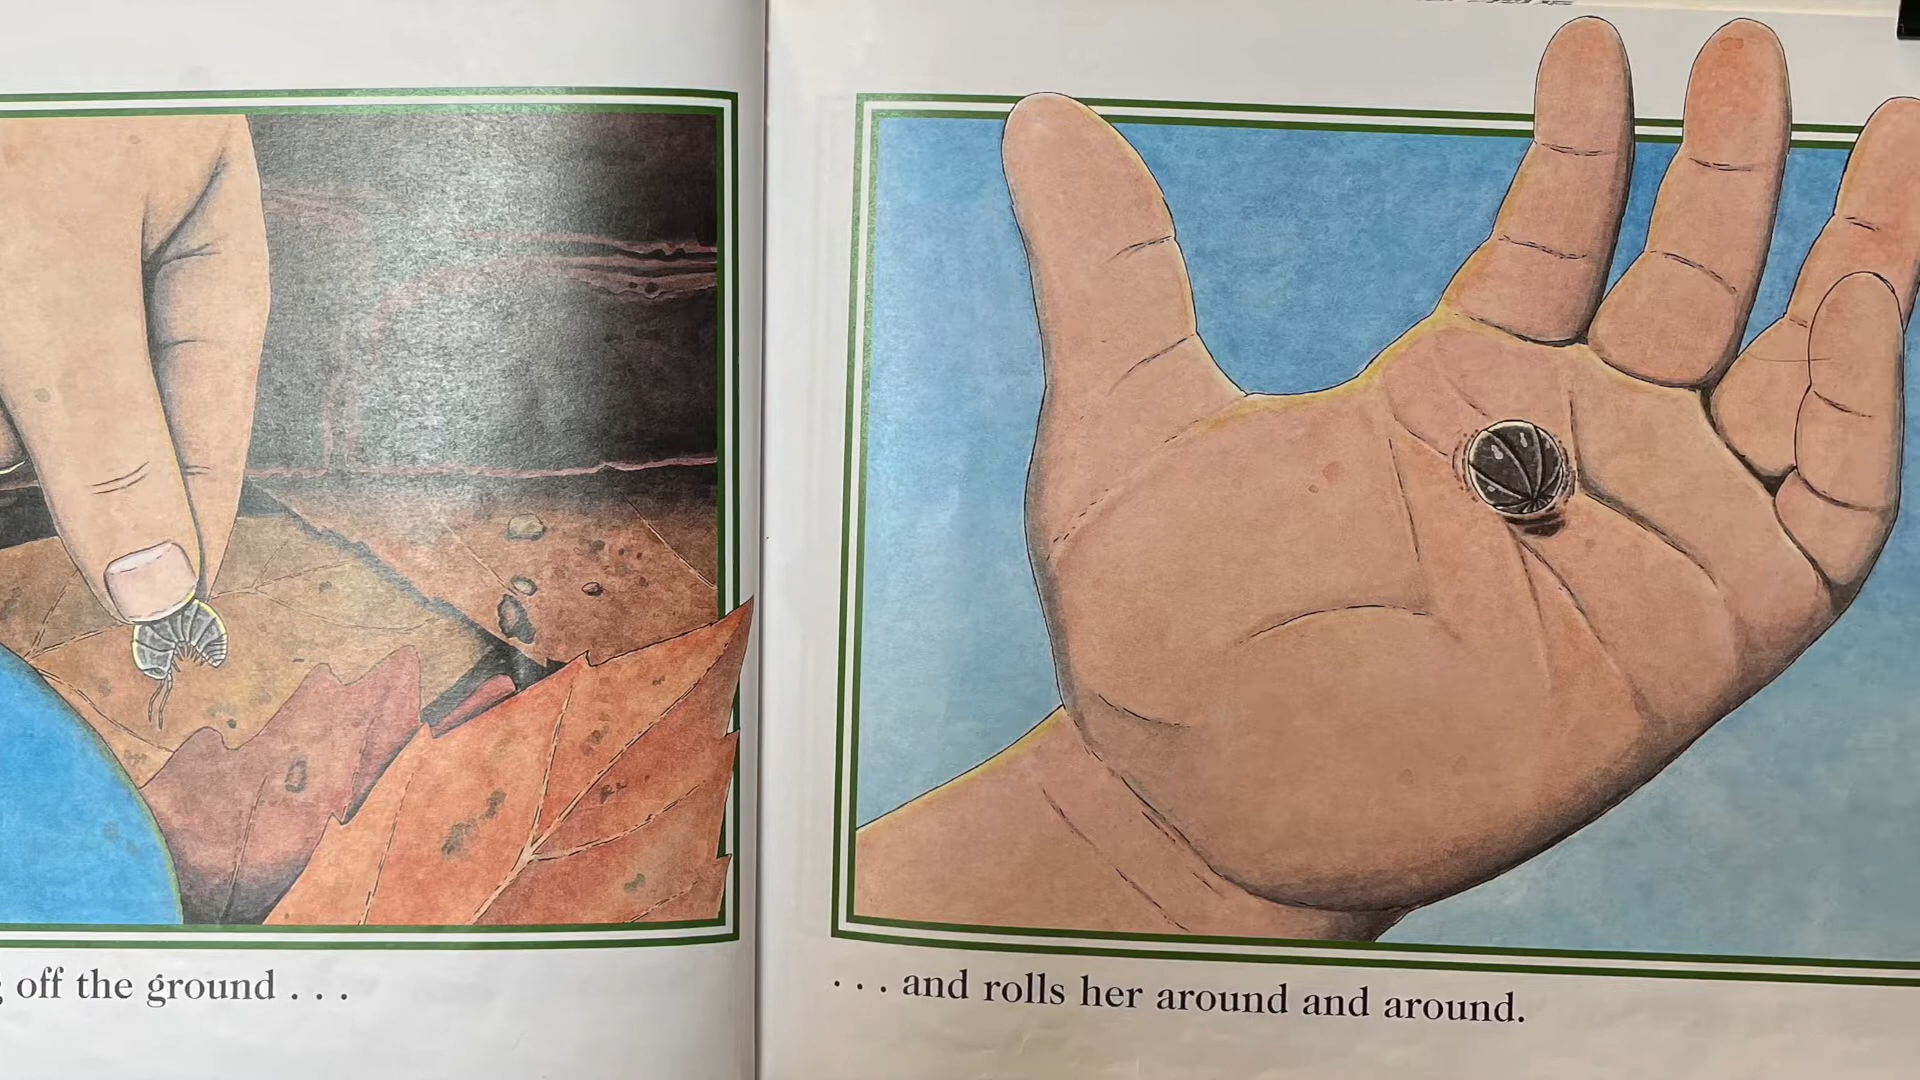 off the ground . . .
. . . and rolls her around and around.